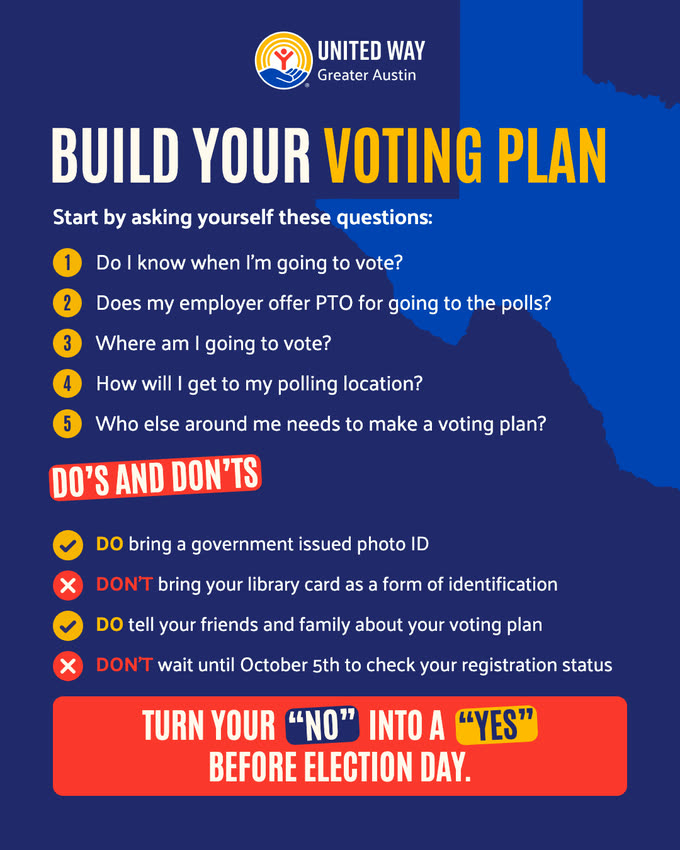 UNITED WAY
Greater Austin
®
BUILD YOUR VOTING PLAN
Start by asking yourself these questions:
1 Do I know when I'm going to vote?
2 Does my employer offer PTO for going to the polls?
3 Where am I going to vote?
4 How will I get to my polling location?
5 Who else around me needs to make a voting plan?
DO'S AND DON'TS
DO bring a government issued photo ID
DON'T bring your library card as a form of identification
DO tell your friends and family about your voting plan
DON'T wait until October 5th to check your registration status
TURN YOUR “NO” INTO A “YES”
BEFORE ELECTION DAY.